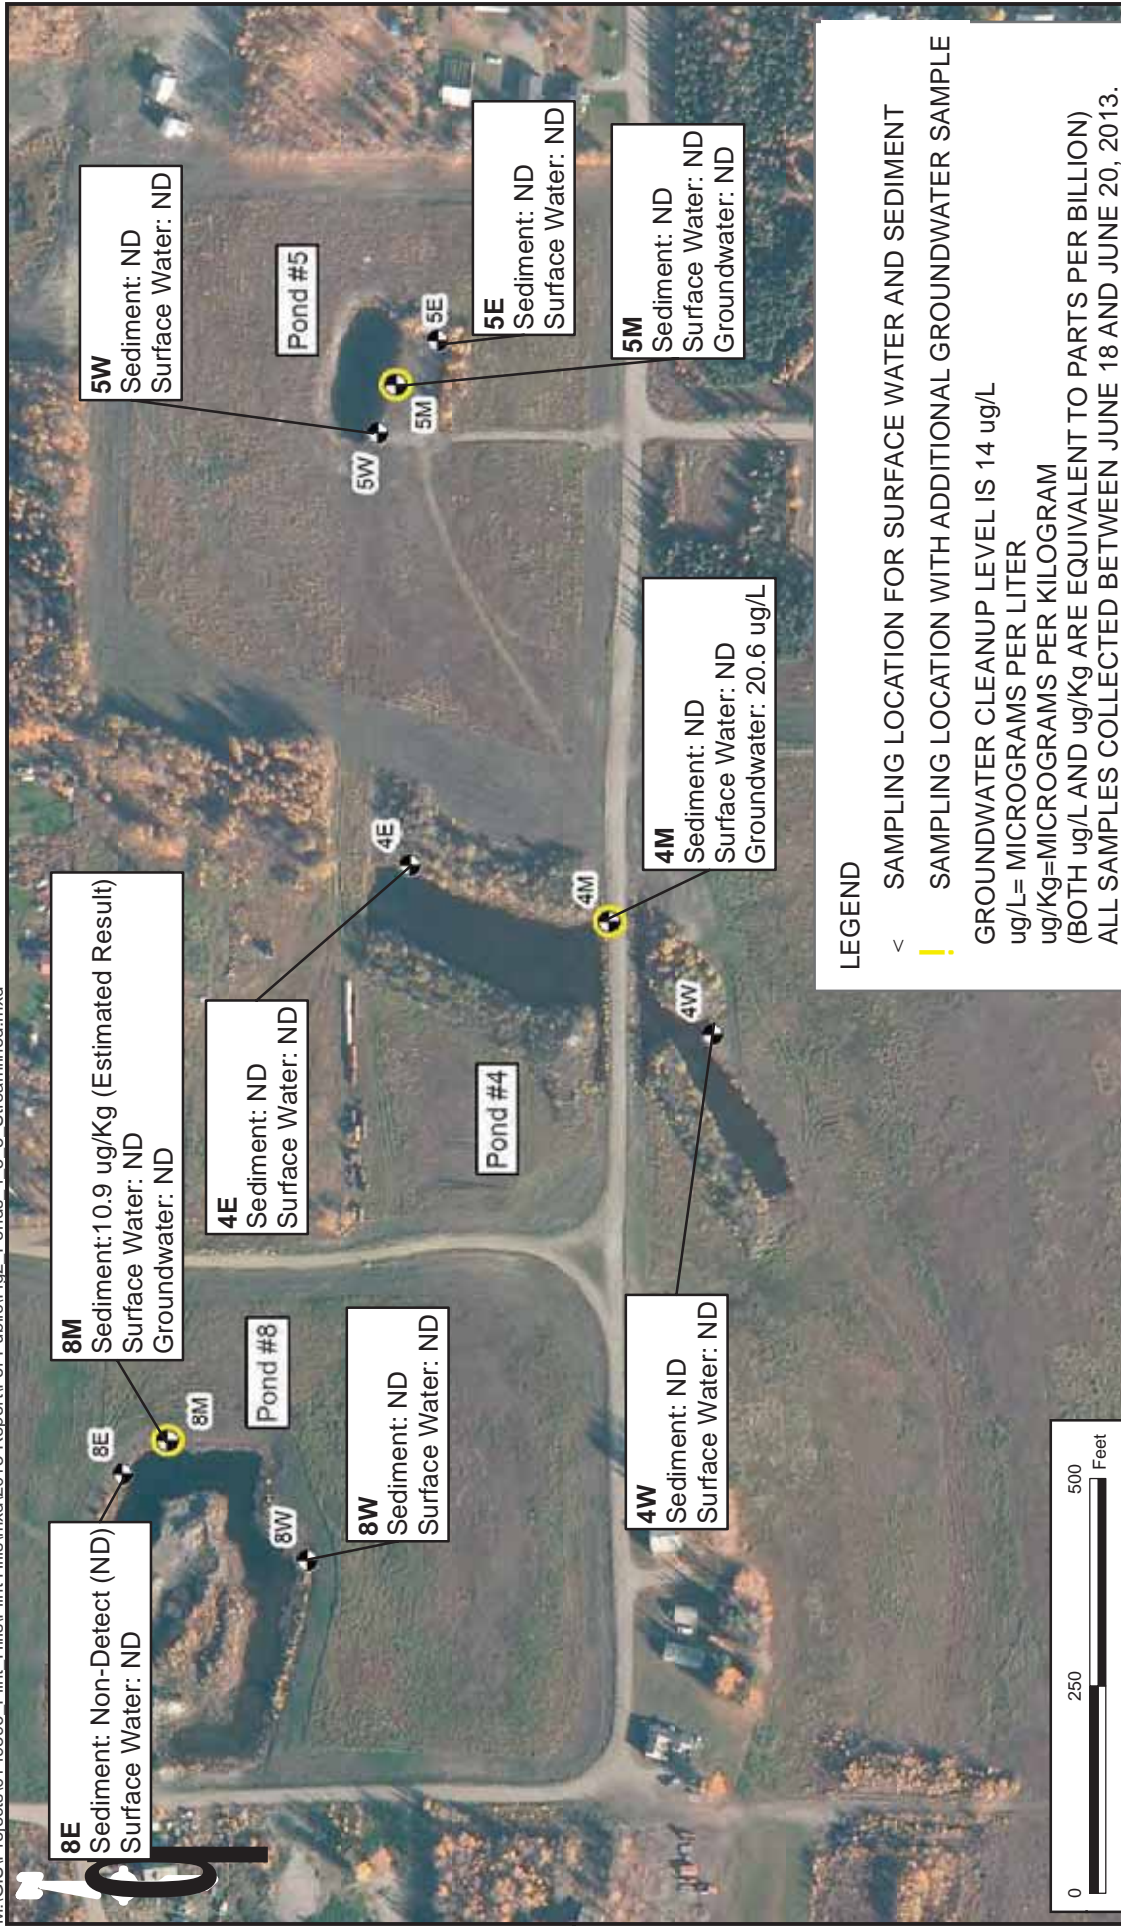 8E
Sediment: Non-Detect (ND)
Surface Water: ND
8M
Sediment:10.9 ug/Kg (Estimated Result)
Surface Water: ND
Groundwater: ND
5W
Sediment: ND
Surface Water: ND
8E
8M
Pond #8
8W
4E
Sediment: ND
Surface Water: ND
Pond #5
5W
5M
5E
8W
Sediment: ND
Surface Water: ND
4E
5E
Sediment: ND
Surface Water: ND
Pond #4
4M
5M
Sediment: ND
Surface Water: ND
Groundwater: ND
4W
Sediment: ND
Surface Water: ND
4W
4M
Sediment: ND
Surface Water: ND
Groundwater: 20.6 ug/L
LEGEND
< SAMPLING LOCATION FOR SURFACE WATER AND SEDIMENT
! SAMPLING LOCATION WITH ADDITIONAL GROUNDWATER SAMPLE
GROUNDWATER CLEANUP LEVEL IS 14 ug/L
ug/L= MICROGRAMS PER LITER
ug/Kg=MICROGRAMS PER KILOGRAM
(BOTH ug/L AND ug/Kg ARE EQUIVALENT TO PARTS PER BILLION)
ALL SAMPLES COLLECTED BETWEEN JUNE 18 AND JUNE 20, 2013.
0 250 500
Feet